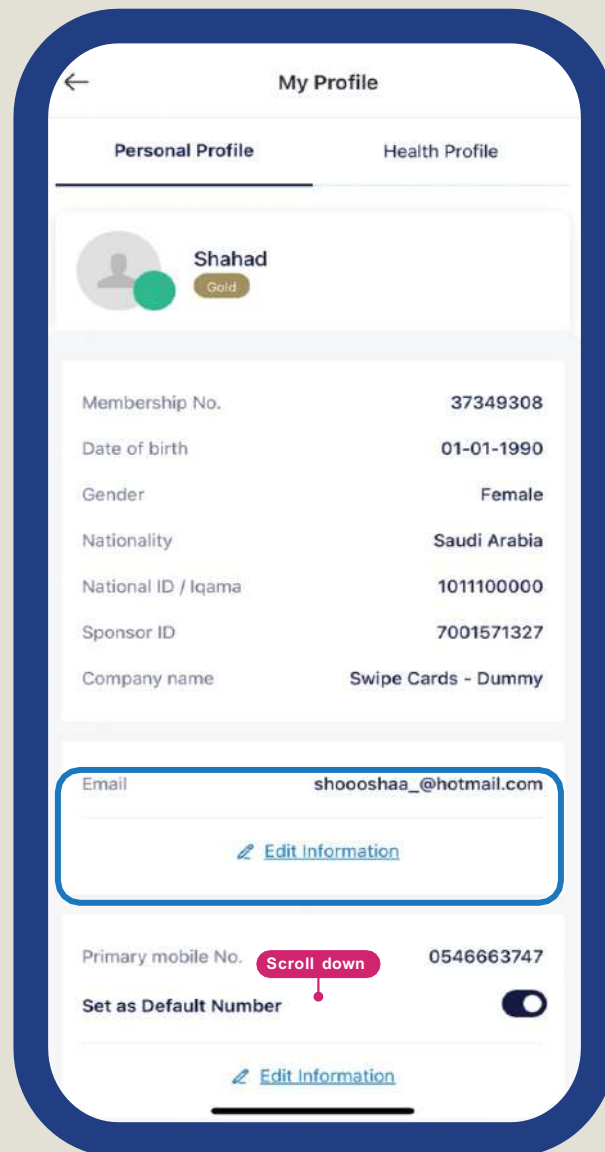 My Profile
Personal Profile Health Profile
Shahad
Gold
Membership No. 37349308
Date of birth 01-01-1990
Gender Female
Nationality Saudi Arabia
National ID / Iqama 1011100000
Sponsor ID 7001571327
Company name Swipe Cards - Dummy
Email shoooshaa_@hotmail.com
Edit Information
Primary mobile No. 0546663747
Scroll down
Set as Default Number
Edit Information